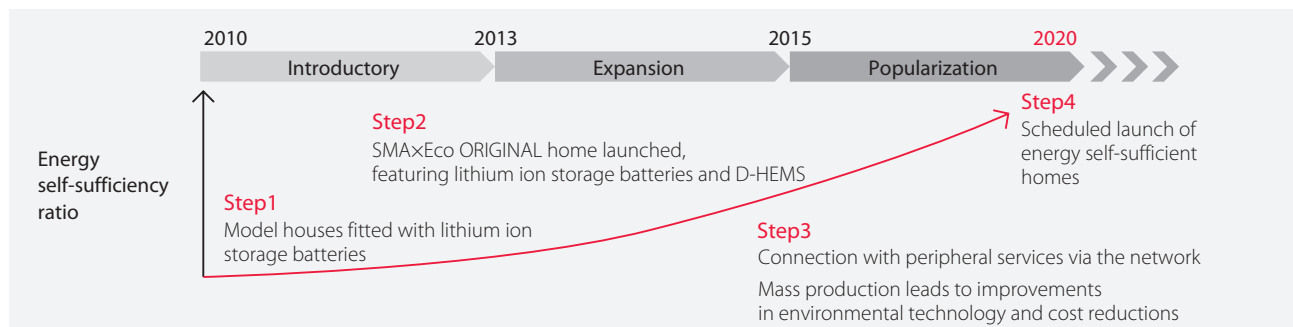 2010
2013
2015
2020
Introductory
Expansion
Popularization
Energy
self-sufficiency
ratio
Step1
Model houses fitted with lithium ion
storage batteries
Step2
SMA×Eco ORIGINAL home launched,
featuring lithium ion storage batteries and D-HEMS
Step3
Connection with peripheral services via the network
Mass production leads to improvements
in environmental technology and cost reductions
Step4
Scheduled launch of
energy self-sufficient
homes